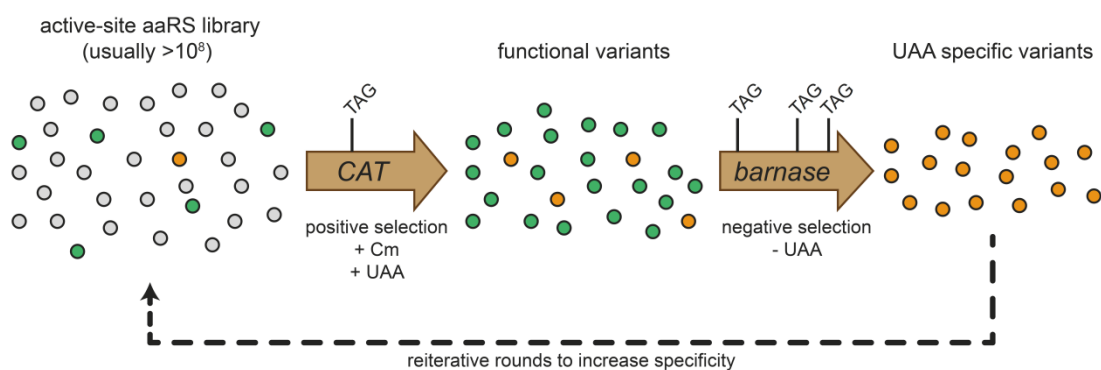 active-site aaRS library
(usually >10⁸)
functional variants
UAA specific variants
TAG
TAG
TAG
TAG
CAT
barnase
positive selection
+ Cm
+ UAA
negative selection
- UAA
reiterative rounds to increase specificity